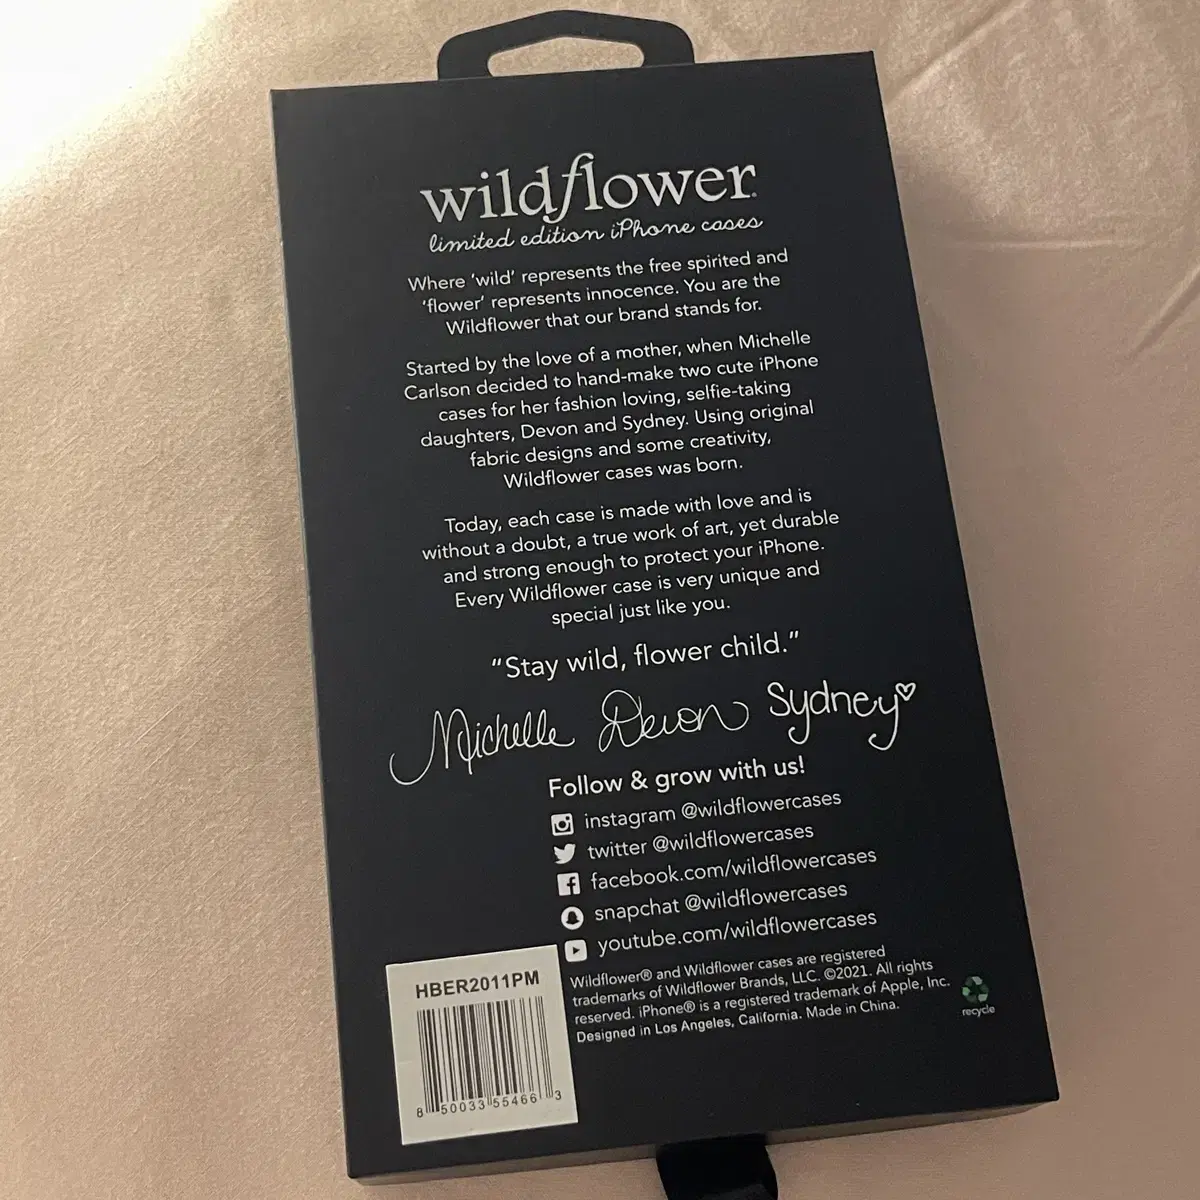 wildflower
limited edition iPhone cases
Where 'wild' represents the free spirited and
'flower' represents innocence. You are the
Wildflower that our brand stands for.
Started by the love of a mother, when Michelle
Carlson decided to hand-make two cute iPhone
cases for her fashion loving, selfie-taking
daughters, Devon and Sydney. Using original
fabric designs and some creativity,
Wildflower cases was born.
Today, each case is made with love and is
without a doubt, a true work of art, yet durable
and strong enough to protect your iPhone.
Every Wildflower case is very unique and
special just like you.
“Stay wild, flower child.”
Michelle Devon Sydney
Follow & grow with us!
instagram @wildflowercases
twitter @wildflowercases
facebook.com/wildflowercases
snapchat @wildflowercases
youtube.com/wildflowercases
Wildflower® and Wildflower cases are registered
trademarks of Wildflower Brands, LLC. ©2021. All rights
reserved. iPhone® is a registered trademark of Apple, Inc.
Designed in Los Angeles, California. Made in China.
recycle
HBER2011PM
8 50033 55466 3